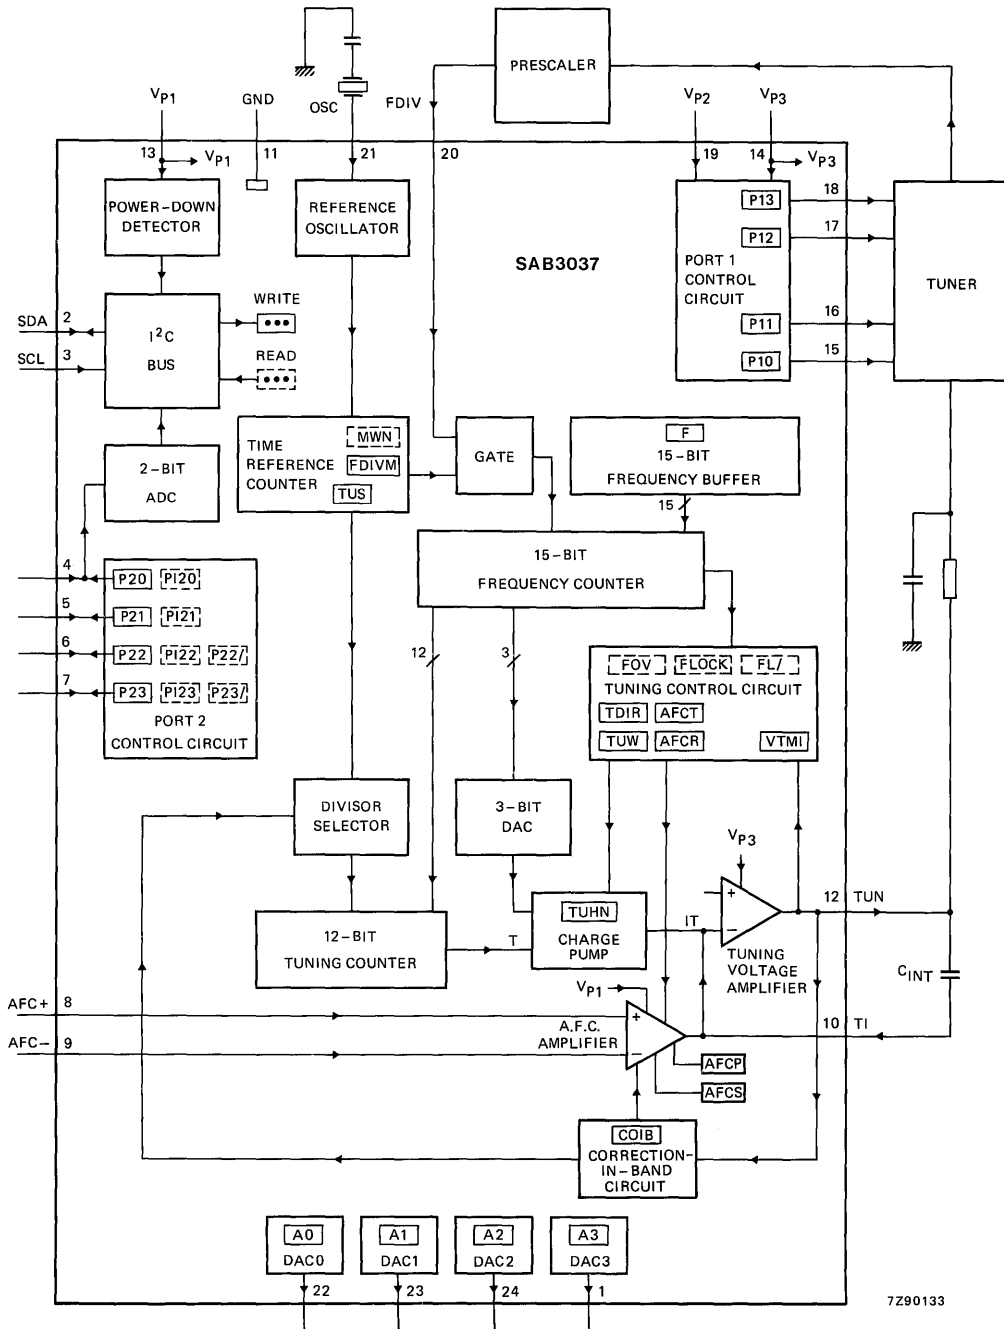 PRESCALER
OSC
FDIV
VP1
GND
VP2
VP3
13
VP1
11
21
20
19
14
VP3
POWER-DOWN
DETECTOR
REFERENCE
OSCILLATOR
SAB3037
P13
18
P12
17
PORT 1
CONTROL
CIRCUIT
P11
16
P10
15
TUNER
SDA
2
SCL
3
I2C
BUS
WRITE
READ
2-BIT
ADC
TIME
REFERENCE
COUNTER
MWN
FDIVM
TUS
GATE
F
15-BIT
FREQUENCY BUFFER
15
15-BIT
FREQUENCY COUNTER
4
P20 PI20
5
P21 PI21
6
P22 PI22 P22/
7
P23 PI23 P23/
PORT 2
CONTROL CIRCUIT
12
3
FOV FLOCK FL/
TUNING CONTROL CIRCUIT
TDIR AFCT
TUW AFCR VTMI
DIVISOR
SELECTOR
3-BIT
DAC
VP3
+
−
12 TUN
12-BIT
TUNING COUNTER
T
TUHN
CHARGE
PUMP
IT
TUNING
VOLTAGE
AMPLIFIER
CINT
AFC+ 8
AFC− 9
VP1
+
−
A.F.C.
AMPLIFIER
10 TI
AFCP
AFCS
COIB
CORRECTION-
IN-BAND
CIRCUIT
A0
DAC0
A1
DAC1
A2
DAC2
A3
DAC3
22
23
24
1
7Z90133